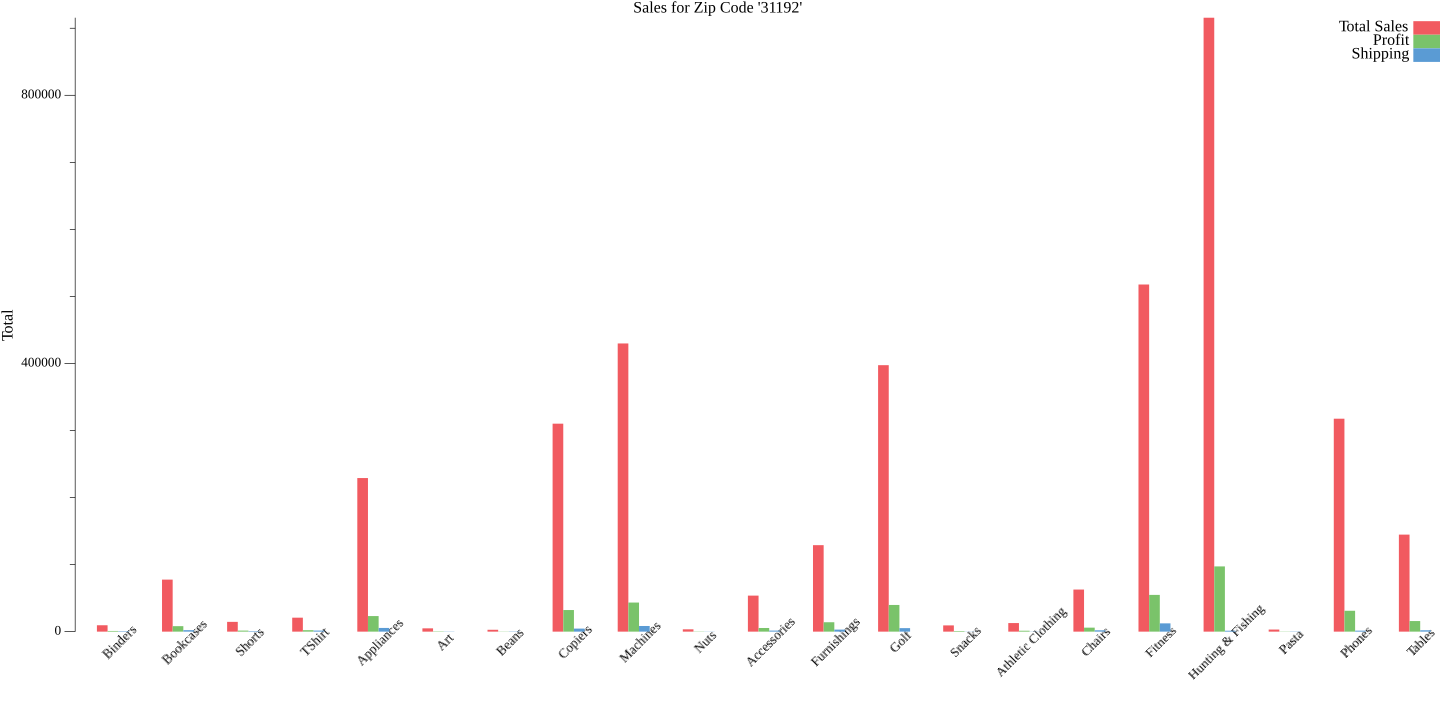 Sales for Zip Code '31192'
Total Sales
Profit
Shipping
Total
800000
400000
0
Binders
Bookcases
Shorts
TShirt
Appliances
Art
Beans
Copiers
Machines
Nuts
Accessories
Furnishings
Golf
Snacks
Athletic Clothing
Chairs
Fitness
Hunting & Fishing
Pasta
Phones
Tables